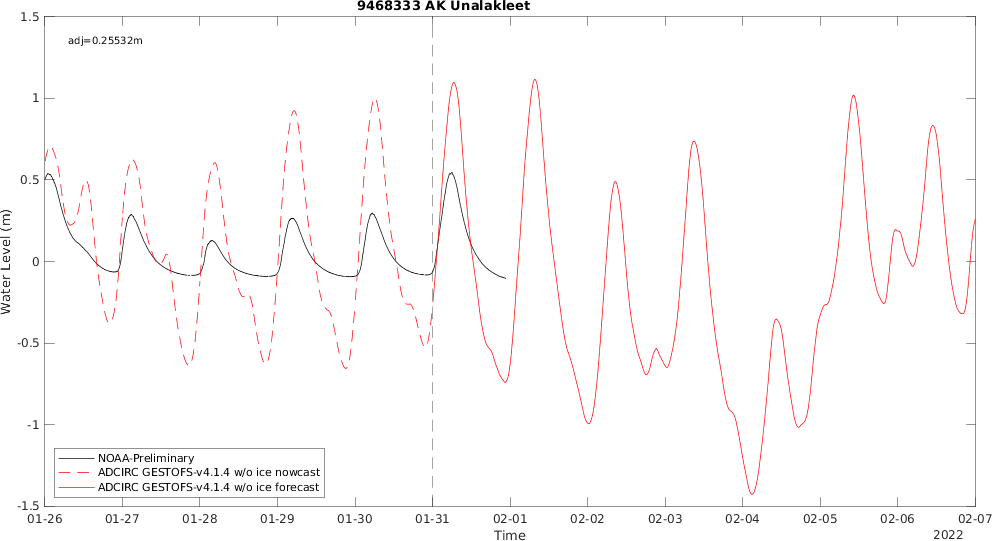 9468333 AK Unalakleet
adj=0.25532m
1.5
1
0.5
0
-0.5
-1
-1.5
Water Level (m)
NOAA-Preliminary
ADCIRC GESTOFS-v4.1.4 w/o ice nowcast
ADCIRC GESTOFS-v4.1.4 w/o ice forecast
01-26 01-27 01-28 01-29 01-30 01-31 02-01 02-02 02-03 02-04 02-05 02-06 02-07
Time
2022